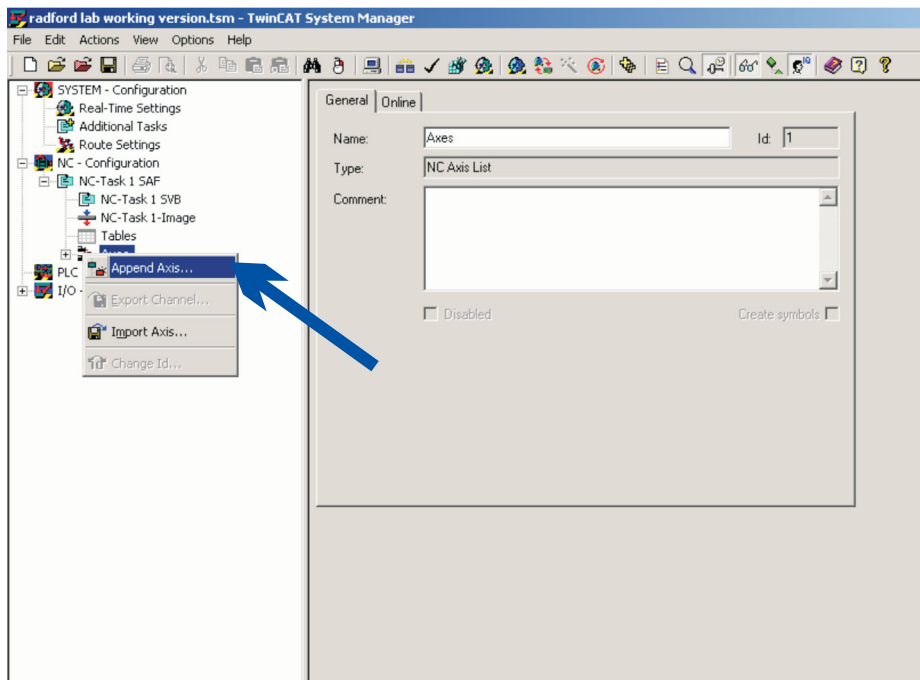 radford lab working version.tsm - TwinCAT System Manager
File Edit Actions View Options Help
SYSTEM - Configuration
Real-Time Settings
Additional Tasks
Route Settings
NC - Configuration
NC-Task 1 SAF
NC-Task 1 SVB
NC-Task 1-Image
Tables
PLC
I/O -
Append Axis...
Export Channel...
Import Axis...
Change Id...
General Online
Name: Axes Id: 1
Type: NC Axis List
Comment:
Disabled Create symbols